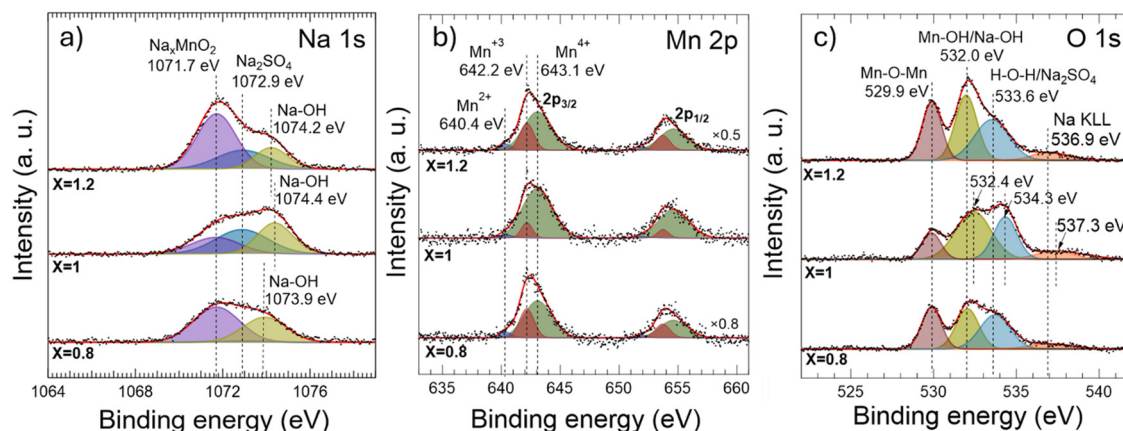 a)
Na 1s
NaₓMnO₂
1071.7 eV
Na₂SO₄
1072.9 eV
Na-OH
1074.2 eV
X=1.2
Na-OH
1074.4 eV
X=1
Na-OH
1073.9 eV
X=0.8
Intensity (a. u.)
1064 1068 1072 1076
Binding energy (eV)
b)
Mn 2p
Mn⁺³
642.2 eV
Mn⁴⁺
643.1 eV
Mn²⁺
640.4 eV
2p₃/₂
2p₁/₂
×0.5
X=1.2
X=1
×0.8
X=0.8
Intensity (a. u.)
635 640 645 650 655 660
Binding energy (eV)
c)
O 1s
Mn-OH/Na-OH
532.0 eV
Mn-O-Mn
529.9 eV
H-O-H/Na₂SO₄
533.6 eV
Na KLL
536.9 eV
X=1.2
532.4 eV
534.3 eV
537.3 eV
X=1
X=0.8
Intensity (a. u.)
525 530 535 540
Binding energy (eV)